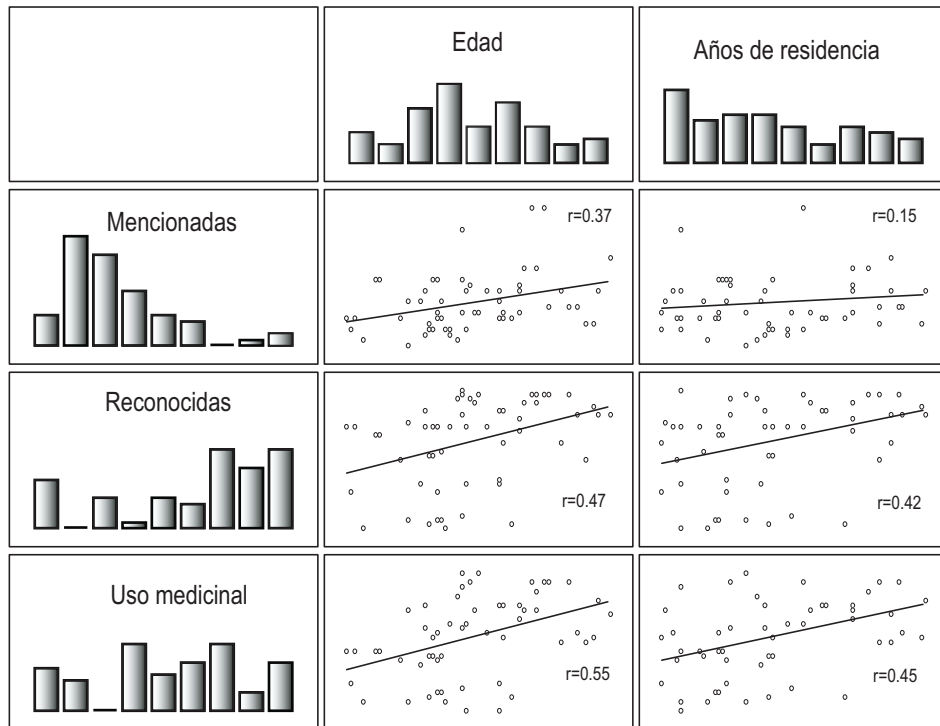 Edad
Años de residencia
Mencionadas
r=0.37
r=0.15
Reconocidas
r=0.47
r=0.42
Uso medicinal
r=0.55
r=0.45